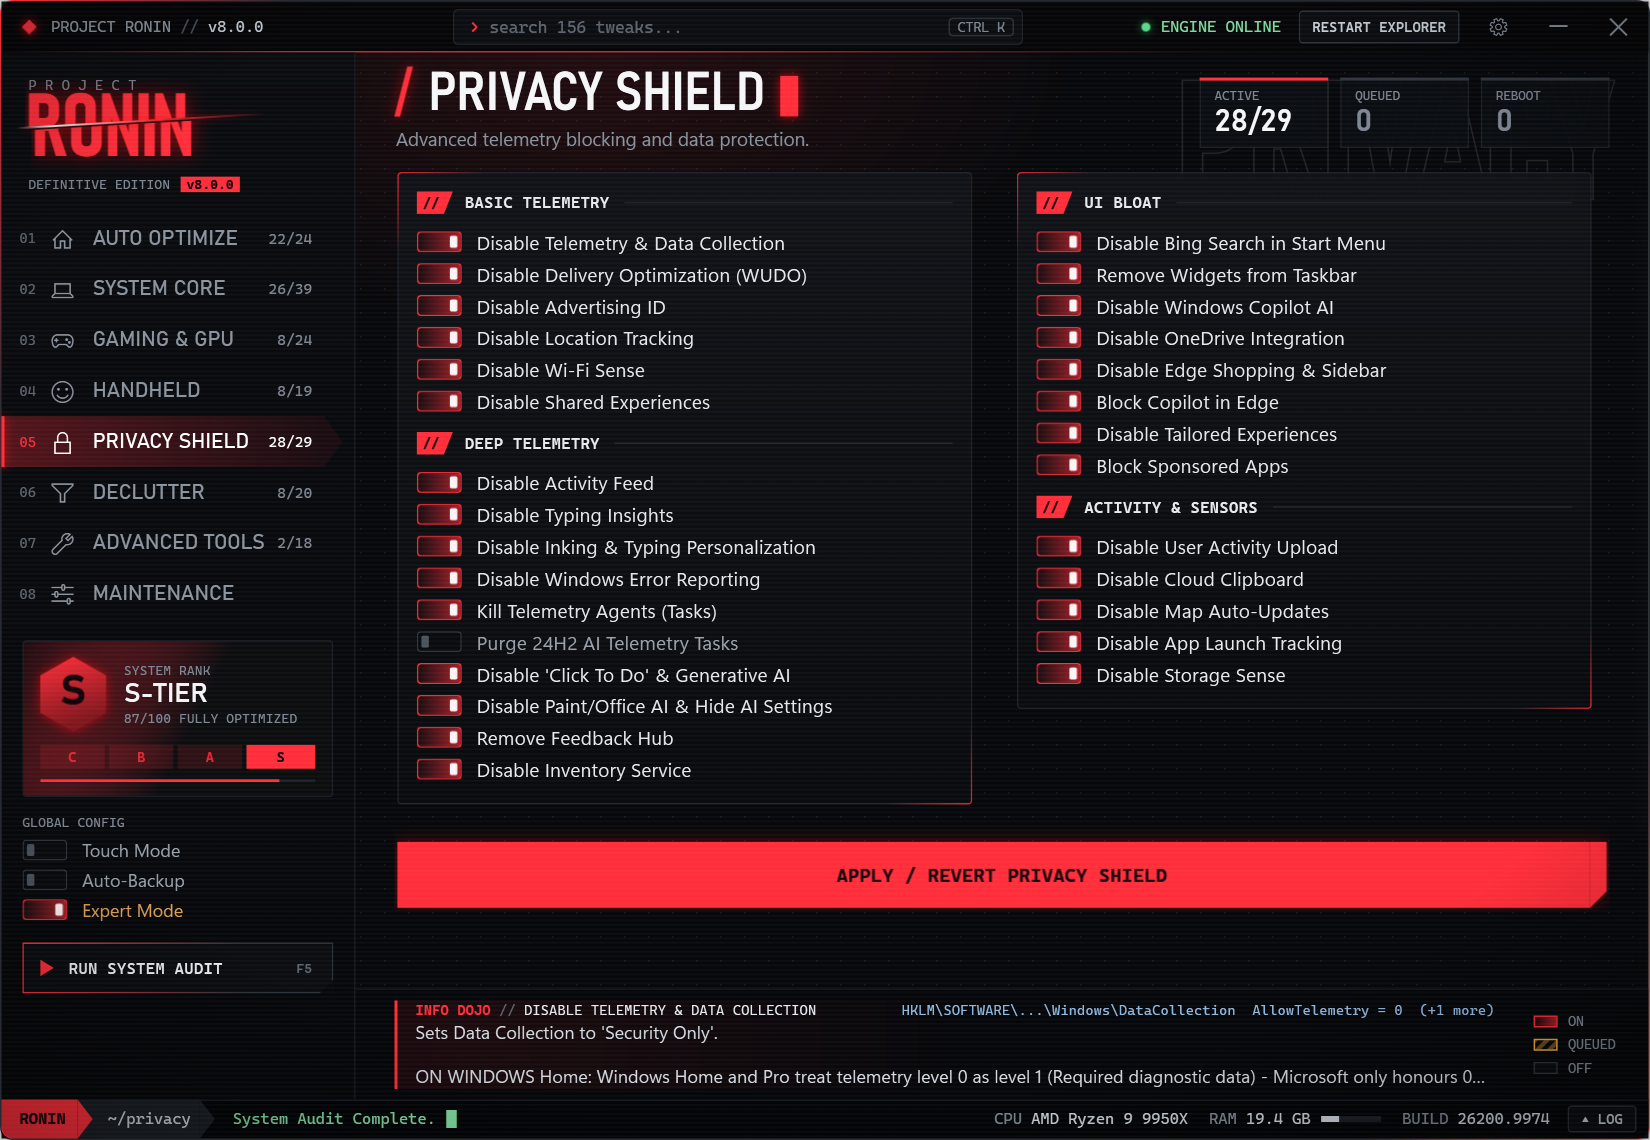 PROJECT RONIN // v8.0.0
search 156 tweaks...
CTRL K
ENGINE ONLINE
RESTART EXPLORER
PROJECT
RONIN
DEFINITIVE EDITION v8.0.0
01 AUTO OPTIMIZE 22/24
02 SYSTEM CORE 26/39
03 GAMING & GPU 8/24
04 HANDHELD 8/19
05 PRIVACY SHIELD 28/29
06 DECLUTTER 8/20
07 ADVANCED TOOLS 2/18
08 MAINTENANCE
S
SYSTEM RANK
S-TIER
87/100 FULLY OPTIMIZED
C B A S
GLOBAL CONFIG
Touch Mode
Auto-Backup
Expert Mode
RUN SYSTEM AUDIT F5
/ PRIVACY SHIELD
Advanced telemetry blocking and data protection.
ACTIVE
28/29
QUEUED
0
REBOOT
0
PRIVACY
// BASIC TELEMETRY
Disable Telemetry & Data Collection
Disable Delivery Optimization (WUDO)
Disable Advertising ID
Disable Location Tracking
Disable Wi-Fi Sense
Disable Shared Experiences
// DEEP TELEMETRY
Disable Activity Feed
Disable Typing Insights
Disable Inking & Typing Personalization
Disable Windows Error Reporting
Kill Telemetry Agents (Tasks)
Purge 24H2 AI Telemetry Tasks
Disable 'Click To Do' & Generative AI
Disable Paint/Office AI & Hide AI Settings
Remove Feedback Hub
Disable Inventory Service
// UI BLOAT
Disable Bing Search in Start Menu
Remove Widgets from Taskbar
Disable Windows Copilot AI
Disable OneDrive Integration
Disable Edge Shopping & Sidebar
Block Copilot in Edge
Disable Tailored Experiences
Block Sponsored Apps
// ACTIVITY & SENSORS
Disable User Activity Upload
Disable Cloud Clipboard
Disable Map Auto-Updates
Disable App Launch Tracking
Disable Storage Sense
APPLY / REVERT PRIVACY SHIELD
INFO DOJO // DISABLE TELEMETRY & DATA COLLECTION
HKLM\SOFTWARE\...\Windows\DataCollection AllowTelemetry = 0 (+1 more)
Sets Data Collection to 'Security Only'.
ON WINDOWS Home: Windows Home and Pro treat telemetry level 0 as level 1 (Required diagnostic data) - Microsoft only honours 0...
ON
QUEUED
OFF
RONIN ~/privacy System Audit Complete.
CPU AMD Ryzen 9 9950X RAM 19.4 GB BUILD 26200.9974 LOG